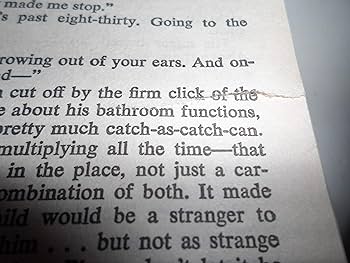 made me stop."
's past eight-thirty. Going to the
rowing out of your ears. And on-
ed—"
cut off by the firm click of the
e about his bathroom functions,
pretty much catch-as-catch-can.
multiplying all the time—that
in the place, not just a car-
ombination of both. It made
ild would be a stranger to
him . . . but not as strange